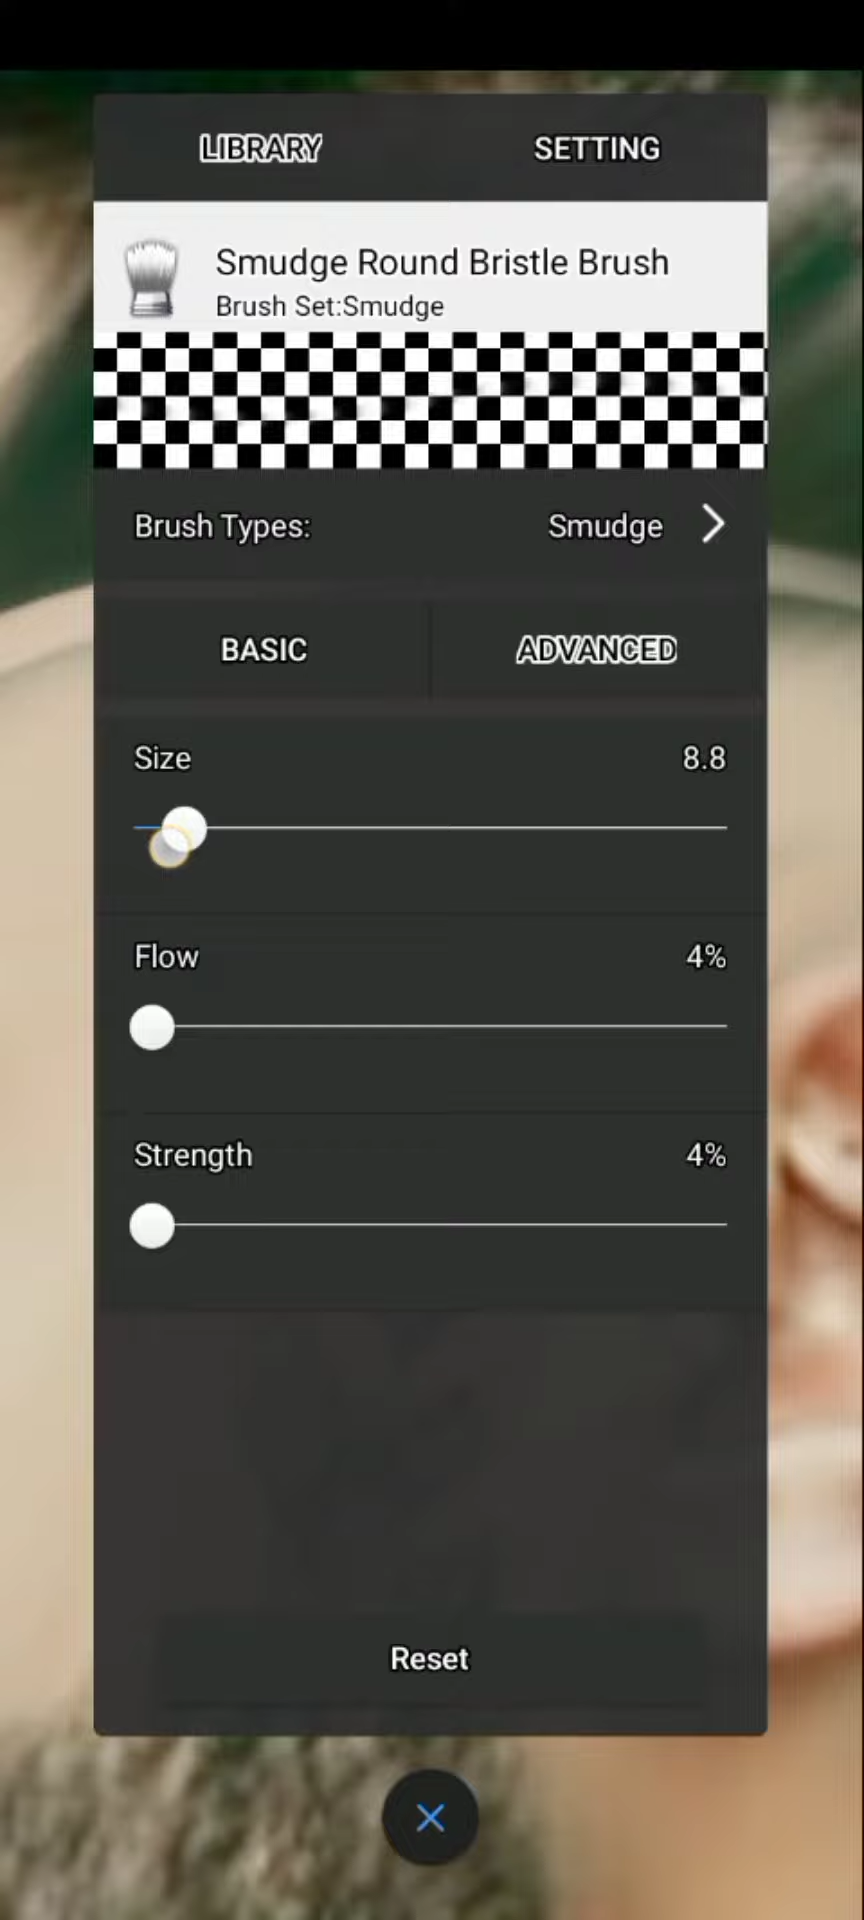 LIBRARY SETTING
Smudge Round Bristle Brush
Brush Set:Smudge
Brush Types: Smudge
BASIC ADVANCED
Size 8.8
Flow 4%
Strength 4%
Reset